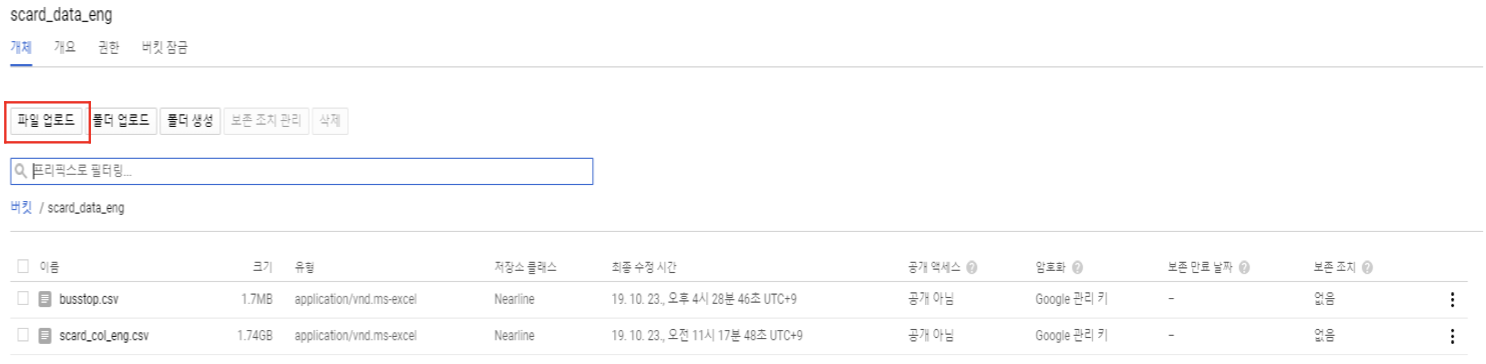 scard_data_eng
개체 개요 권한 버킷 잠금
파일 업로드 폴더 업로드 폴더 생성 보존 조치 관리 삭제
프리픽스로 필터링...
버킷 / scard_data_eng
이름 크기 유형 저장소 클래스 최종 수정 시간 공개 액세스 암호화 보존 만료 날짜 보존 조치
busstop.csv 1.7MB application/vnd.ms-excel Nearline 19. 10. 23., 오후 4시 28분 46초 UTC+9 공개 아님 Google 관리 키 – 없음
scard_col_eng.csv 1.74GB application/vnd.ms-excel Nearline 19. 10. 23., 오전 11시 17분 48초 UTC+9 공개 아님 Google 관리 키 – 없음